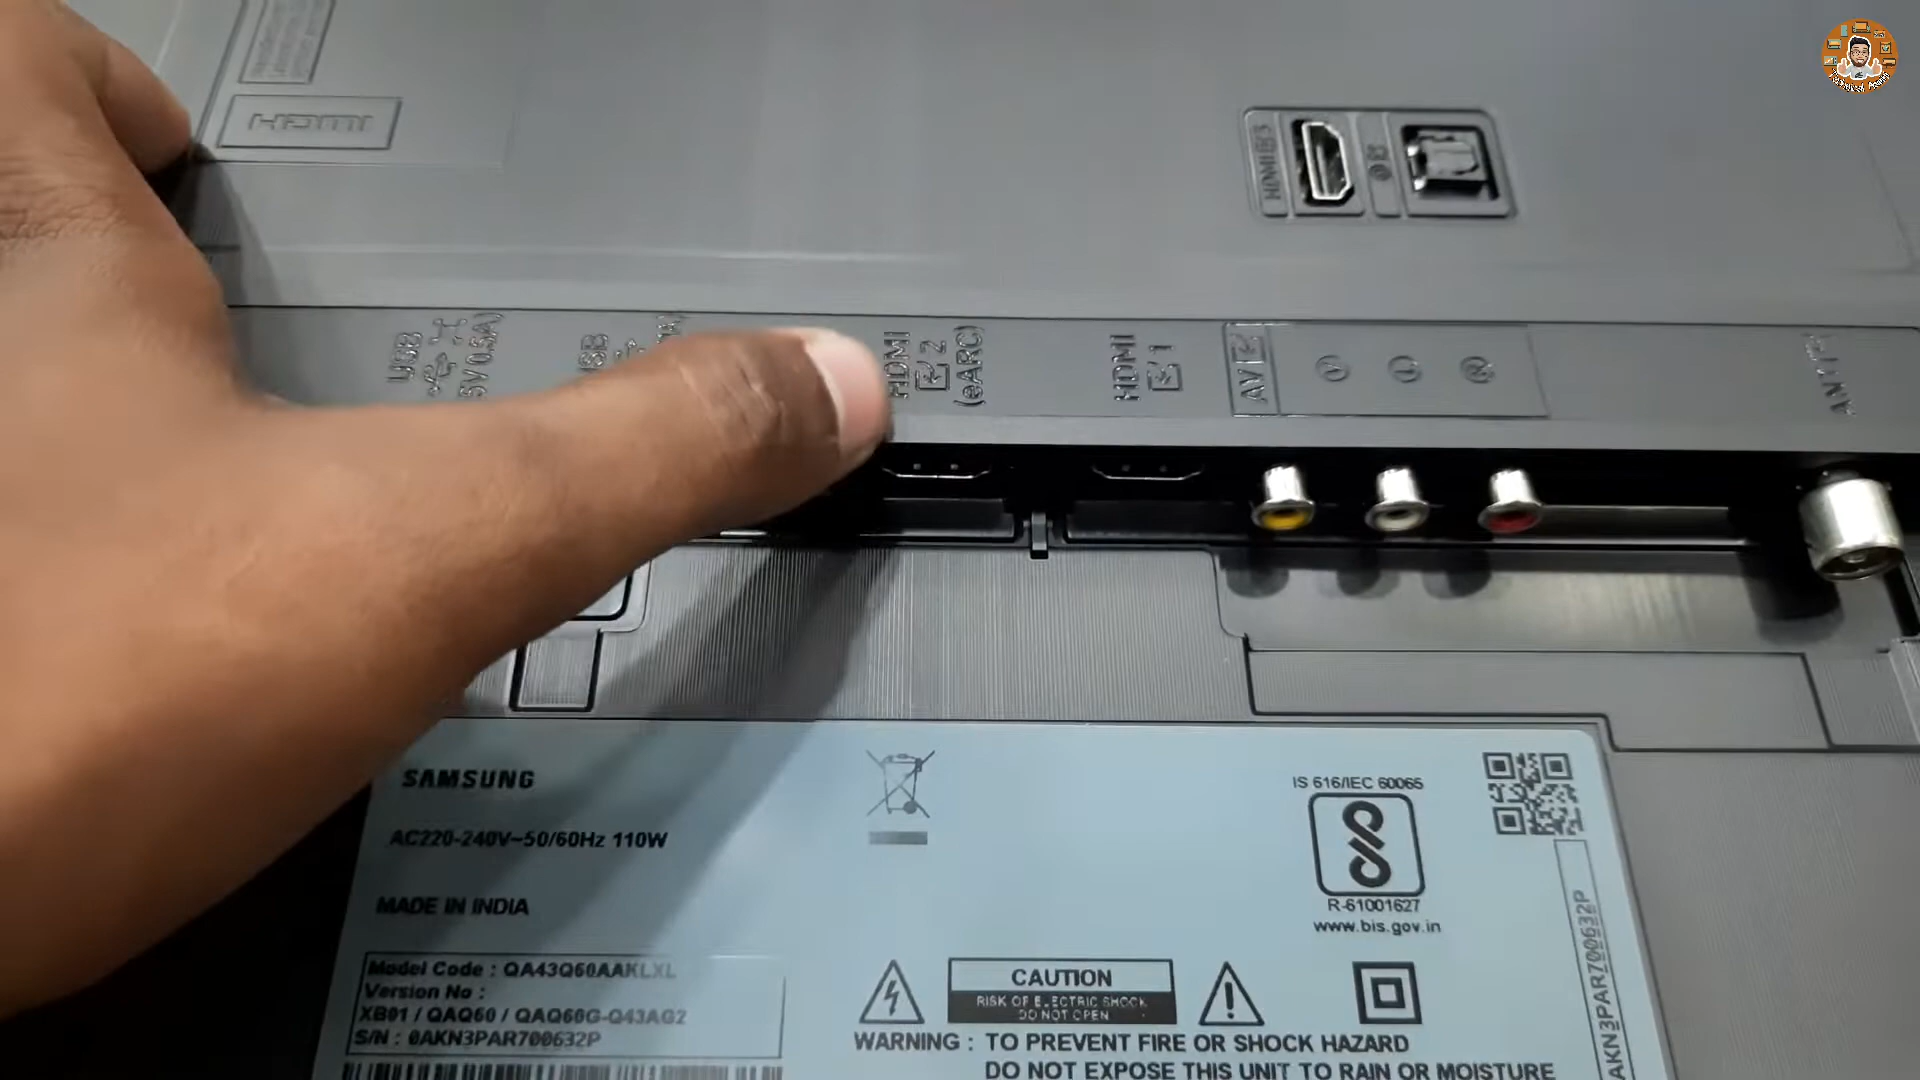 HDMI
HDMI 3
USB
5V 0.5A)
USB
HDMI
2
(eARC)
HDMI
1
AV
V
L
R
SAMSUNG
AC220-240V~50/60Hz 110W
MADE IN INDIA
Model Code : QA43Q60AAKLXL
Version No :
XB01 / QAQ60 / QAQ60G-Q43AG2
S/N : 0AKN3PAR700632P
IS 616/IEC 60065
R-61001627
www.bis.gov.in
CAUTION
RISK OF ELECTRIC SHOCK
DO NOT OPEN
WARNING : TO PREVENT FIRE OR SHOCK HAZARD
DO NOT EXPOSE THIS UNIT TO RAIN OR MOISTURE
AKN3PAR700632P